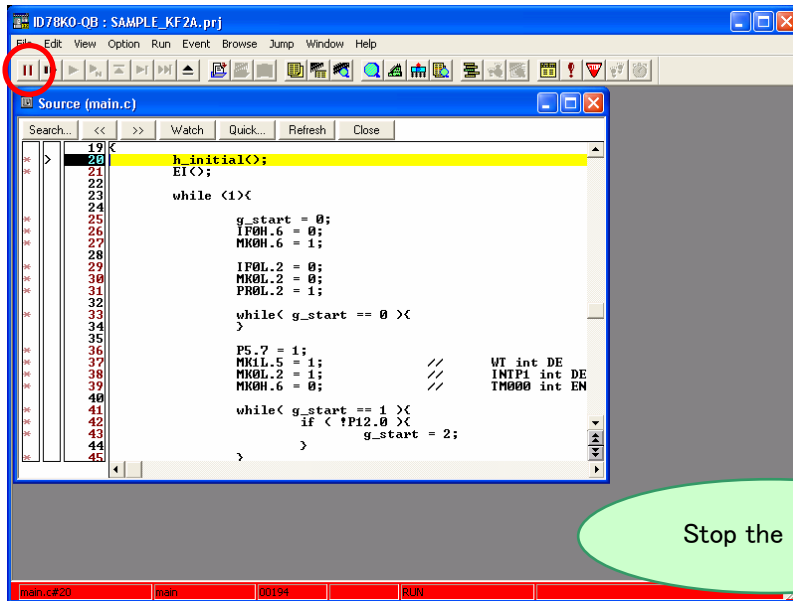 ID78K0-QB : SAMPLE_KF2A.prj
File Edit View Option Run Event Browse Jump Window Help
Source (main.c)
Search... << >> Watch Quick... Refresh Close
19 {
* > 20 h_initial();
* 21 EI();
22
23 while (1){
24
* 25 g_start = 0;
* 26 IF0H.6 = 0;
* 27 MK0H.6 = 1;
28
* 29 IF0L.2 = 0;
* 30 MK0L.2 = 0;
* 31 PR0L.2 = 1;
32
* 33 while( g_start == 0 ){
34 }
35
* 36 P5.7 = 1;
* 37 MK1L.5 = 1; // WT int DE
* 38 MK0L.2 = 1; // INTP1 int DE
* 39 MK0H.6 = 0; // TM000 int EN
40
* 41 while( g_start == 1 ){
* 42 if ( !P12.0 ){
* 43 g_start = 2;
44 }
* 45 }
Stop the
main.c#20 main 00194 RUN